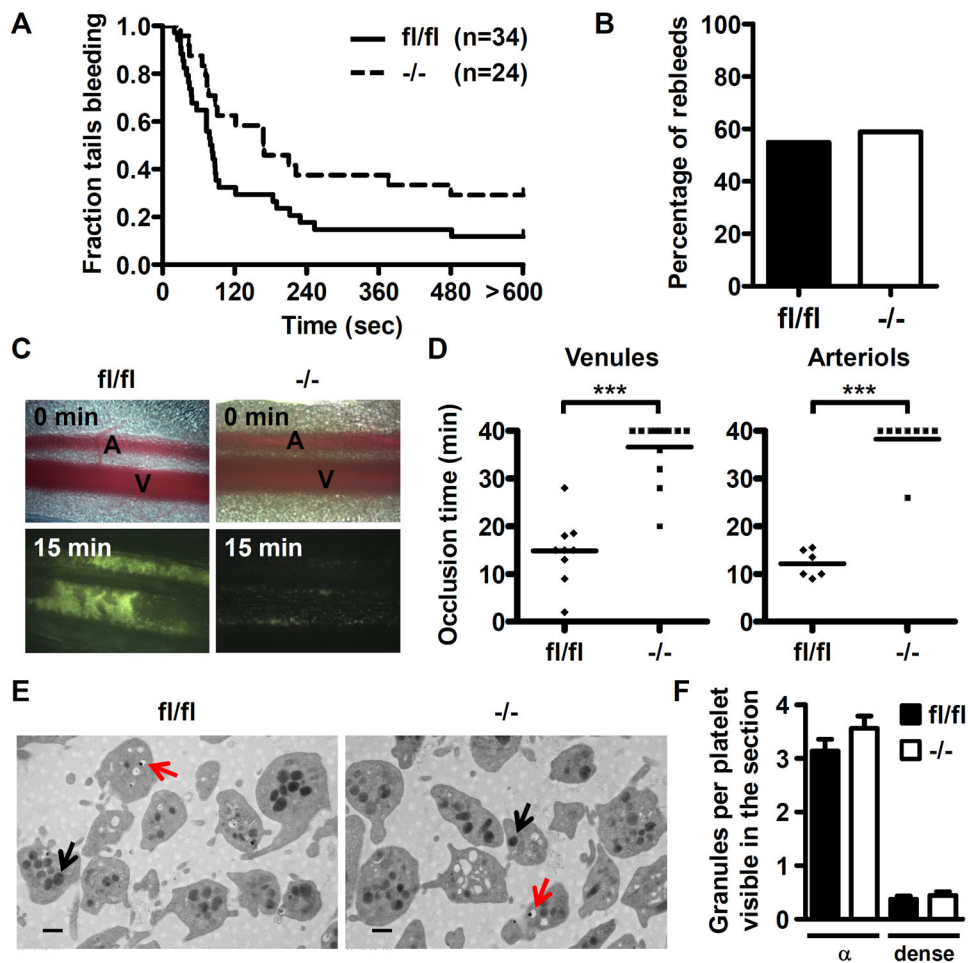 A
1.0
0.8
0.6
0.4
0.2
0.0
Fraction tails bleeding
0 120 240 360 480 >600
Time (sec)
fl/fl (n=34)
-/- (n=24)
B
100
80
60
40
20
0
Percentage of rebleeds
fl/fl -/-
C
fl/fl -/-
0 min 0 min
A A
V V
15 min 15 min
D
Venules Arteriols
*** ***
Occlusion time (min)
40 40
30 30
20 20
10 10
0 0
fl/fl -/- fl/fl -/-
E
fl/fl -/-
F
Granules per platelet
visible in the section
4
3
2
1
0
fl/fl
-/-
α dense